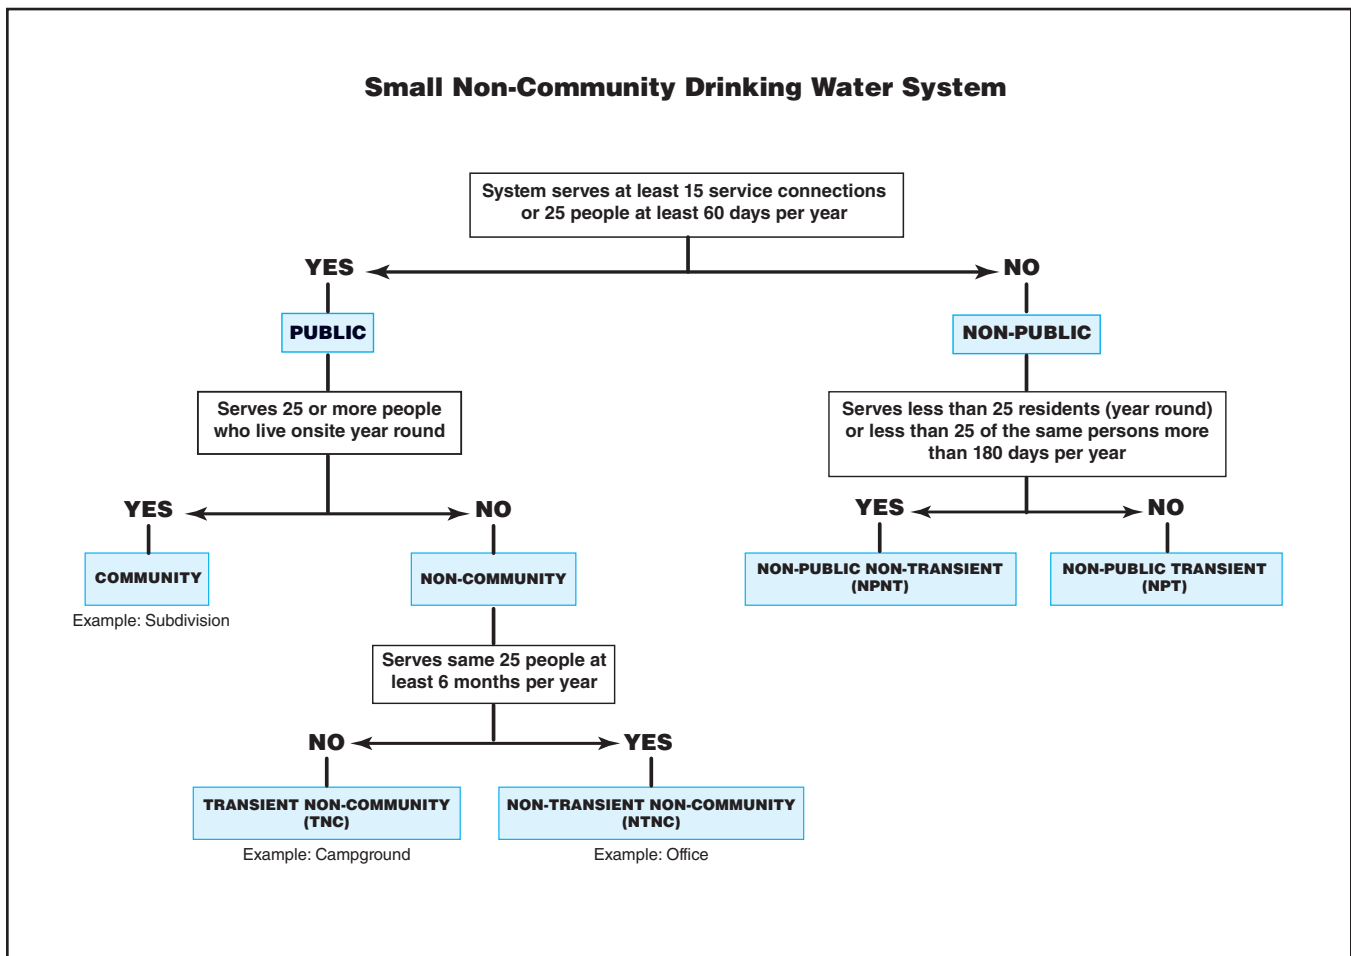 Small Non-Community Drinking Water System
System serves at least 15 service connections
or 25 people at least 60 days per year
YES
NO
PUBLIC
NON-PUBLIC
Serves 25 or more people
who live onsite year round
Serves less than 25 residents (year round)
or less than 25 of the same persons more
than 180 days per year
YES
NO
YES
NO
COMMUNITY
Example: Subdivision
NON-COMMUNITY
NON-PUBLIC NON-TRANSIENT
(NPNT)
NON-PUBLIC TRANSIENT
(NPT)
Serves same 25 people at
least 6 months per year
NO
YES
TRANSIENT NON-COMMUNITY
(TNC)
Example: Campground
NON-TRANSIENT NON-COMMUNITY
(NTNC)
Example: Office